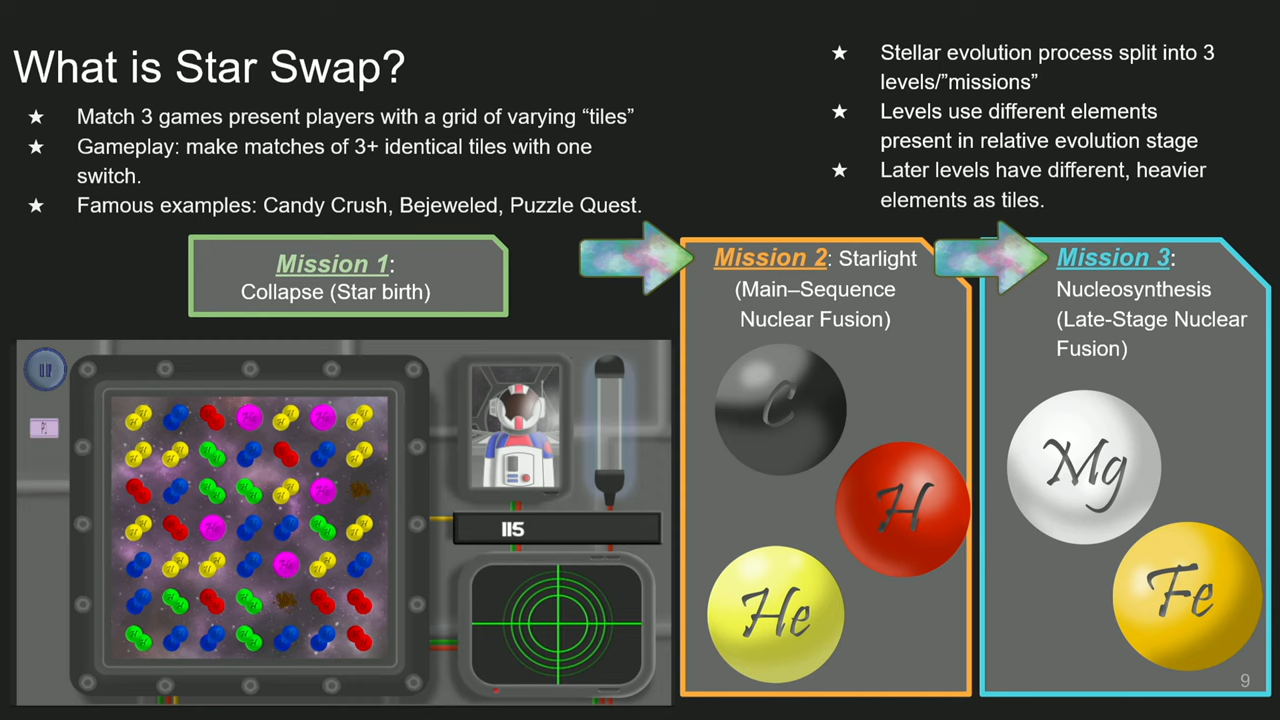 What is Star Swap?
★ Match 3 games present players with a grid of varying “tiles”
★ Gameplay: make matches of 3+ identical tiles with one
switch.
★ Famous examples: Candy Crush, Bejeweled, Puzzle Quest.
★ Stellar evolution process split into 3
levels/”missions”
★ Levels use different elements
present in relative evolution stage
★ Later levels have different, heavier
elements as tiles.
Mission 1:
Collapse (Star birth)
Mission 2: Starlight
(Main–Sequence
Nuclear Fusion)
Mission 3:
Nucleosynthesis
(Late-Stage Nuclear
Fusion)
115
C
H
He
Mg
Fe
9